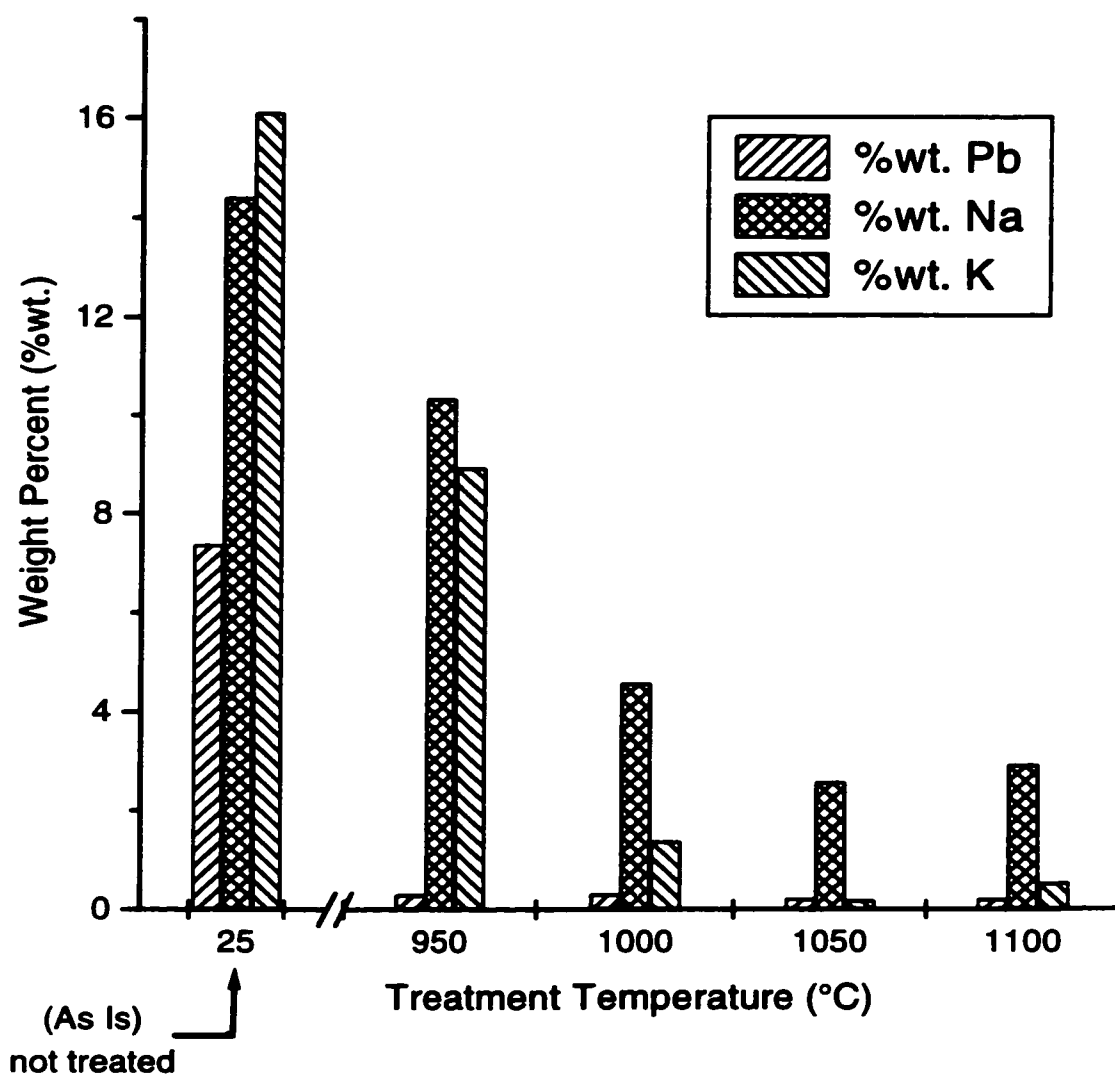 16
12
8
4
0
Weight Percent (%wt.)
%wt. Pb
%wt. Na
%wt. K
25
950
1000
1050
1100
Treatment Temperature (°C)
(As Is)
not treated